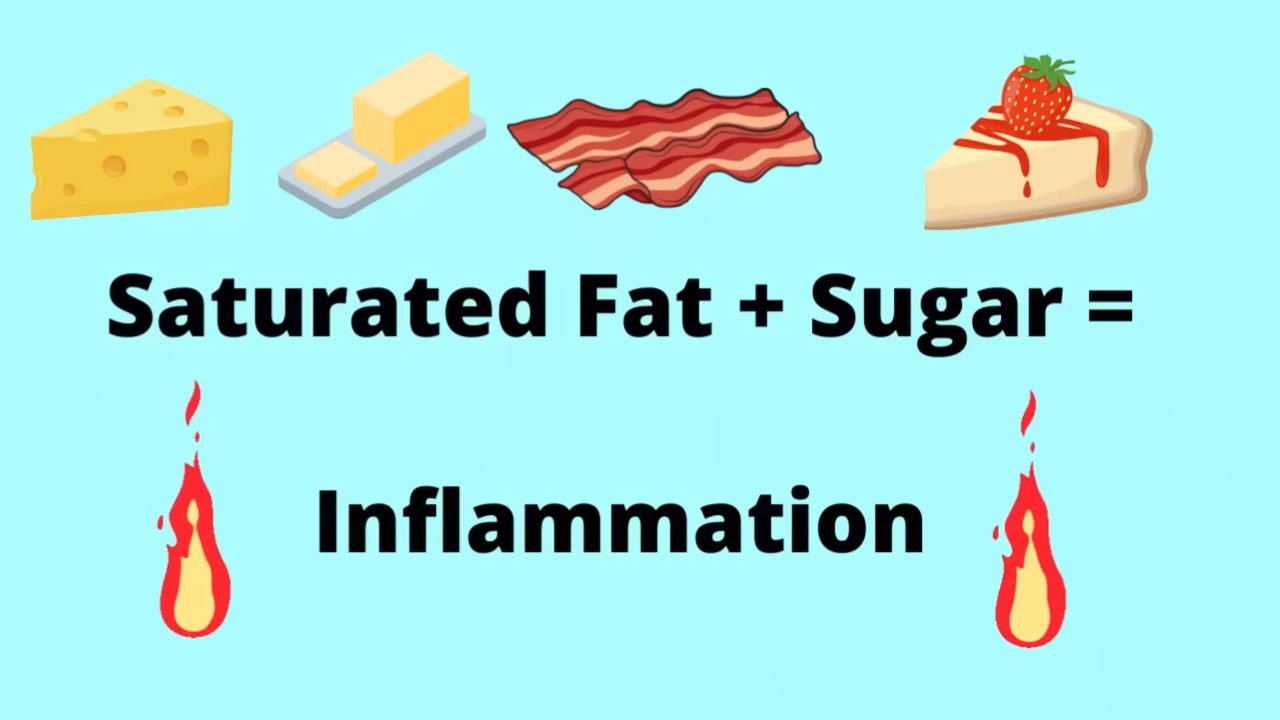 Saturated Fat + Sugar =
Inflammation